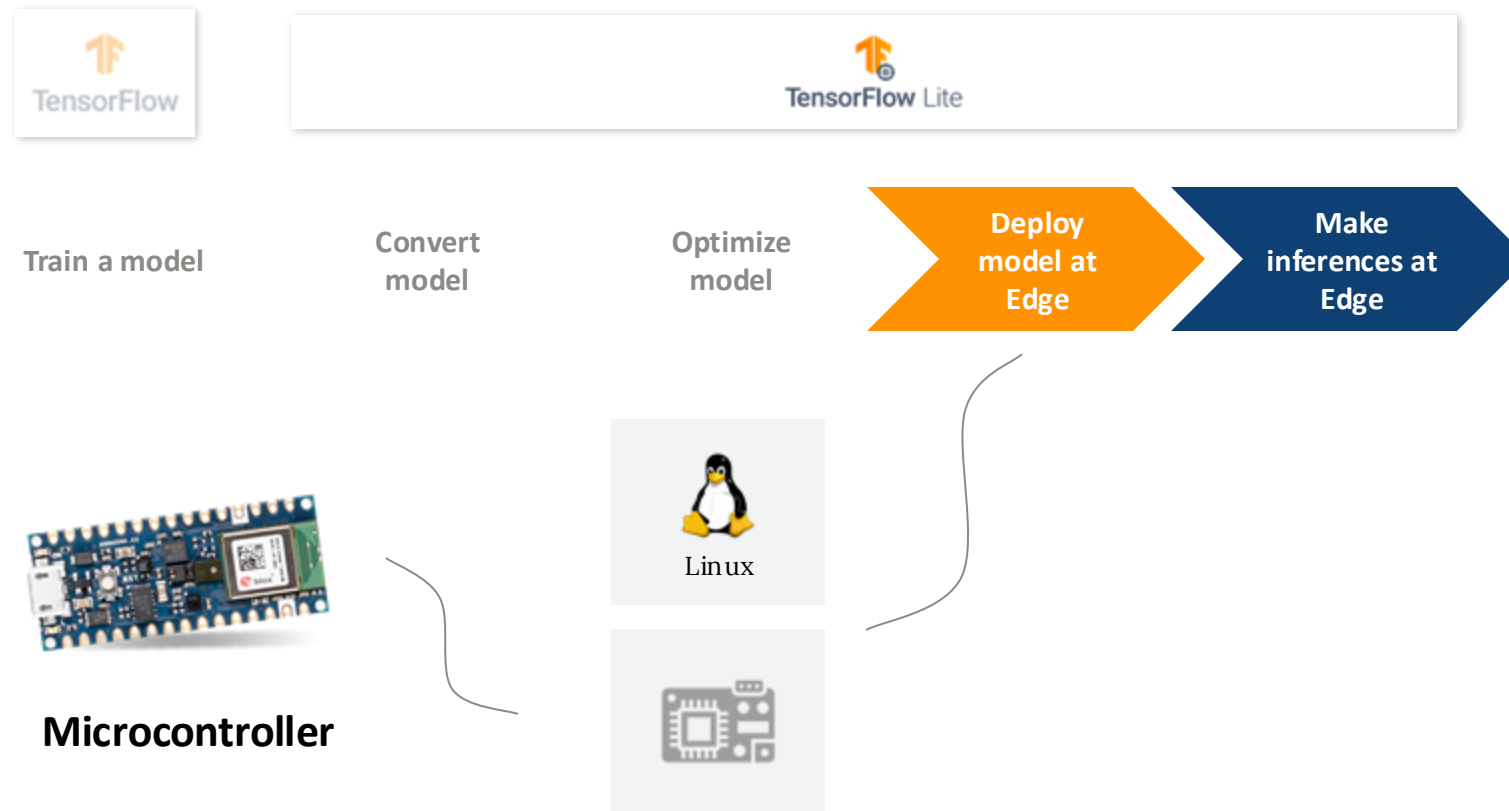 TensorFlow
TensorFlow Lite
Train a model
Convert
model
Optimize
model
Deploy
model at
Edge
Make
inferences at
Edge
Linux
Microcontroller